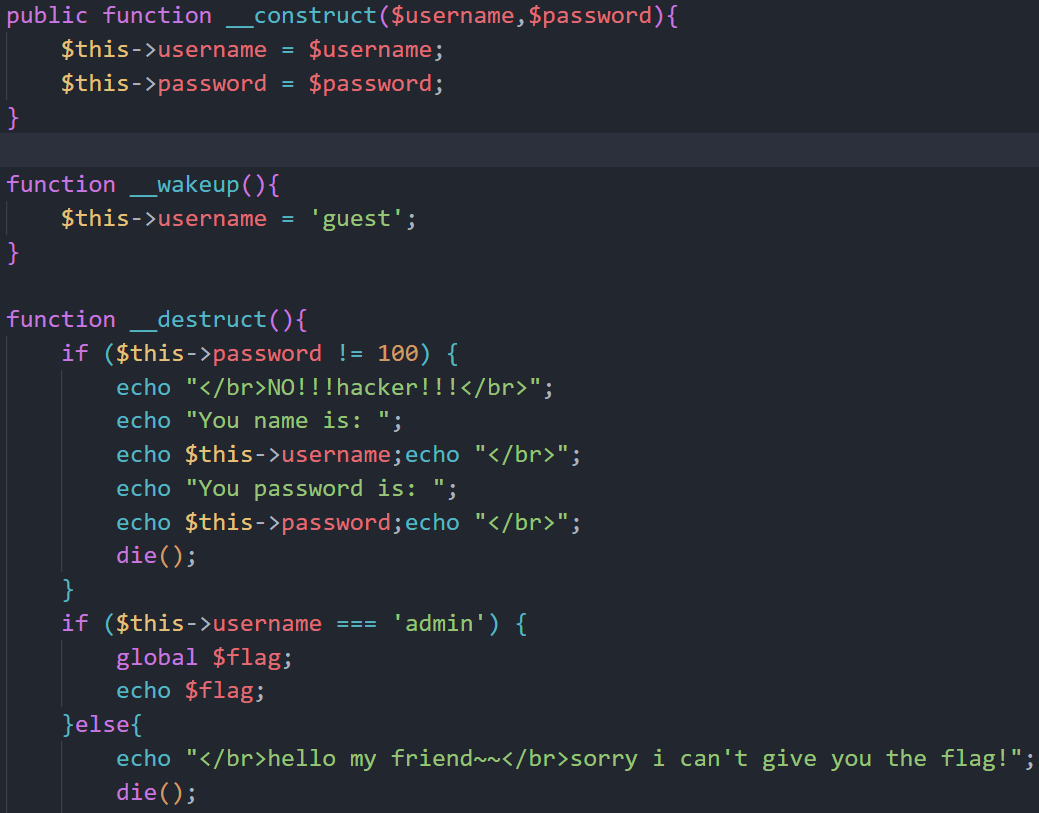 public function __construct($username,$password){
    $this->username = $username;
    $this->password = $password;
}

function __wakeup(){
    $this->username = 'guest';
}

function __destruct(){
    if ($this->password != 100) {
        echo "</br>NO!!!hacker!!!</br>";
        echo "You name is: ";
        echo $this->username;echo "</br>";
        echo "You password is: ";
        echo $this->password;echo "</br>";
        die();
    }
    if ($this->username === 'admin') {
        global $flag;
        echo $flag;
    }else{
        echo "</br>hello my friend~~</br>sorry i can't give you the flag!";
        die();